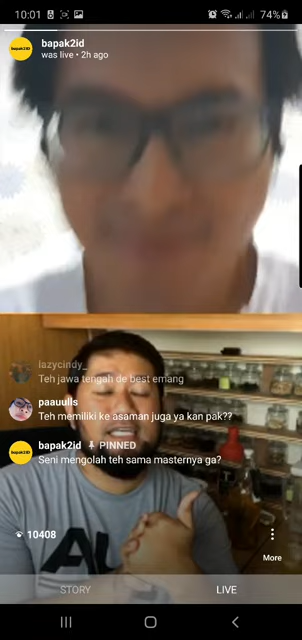 10:01
74%
bapak2ID
bapak2id
was live • 2h ago
lazycindy_
Teh jawa tengah de best emang
paauulls
Teh memiliki ke asaman juga ya kan pak??
bapak2ID
bapak2id PINNED
Seni mengolah teh sama masternya ga?
10408
More
STORY
LIVE